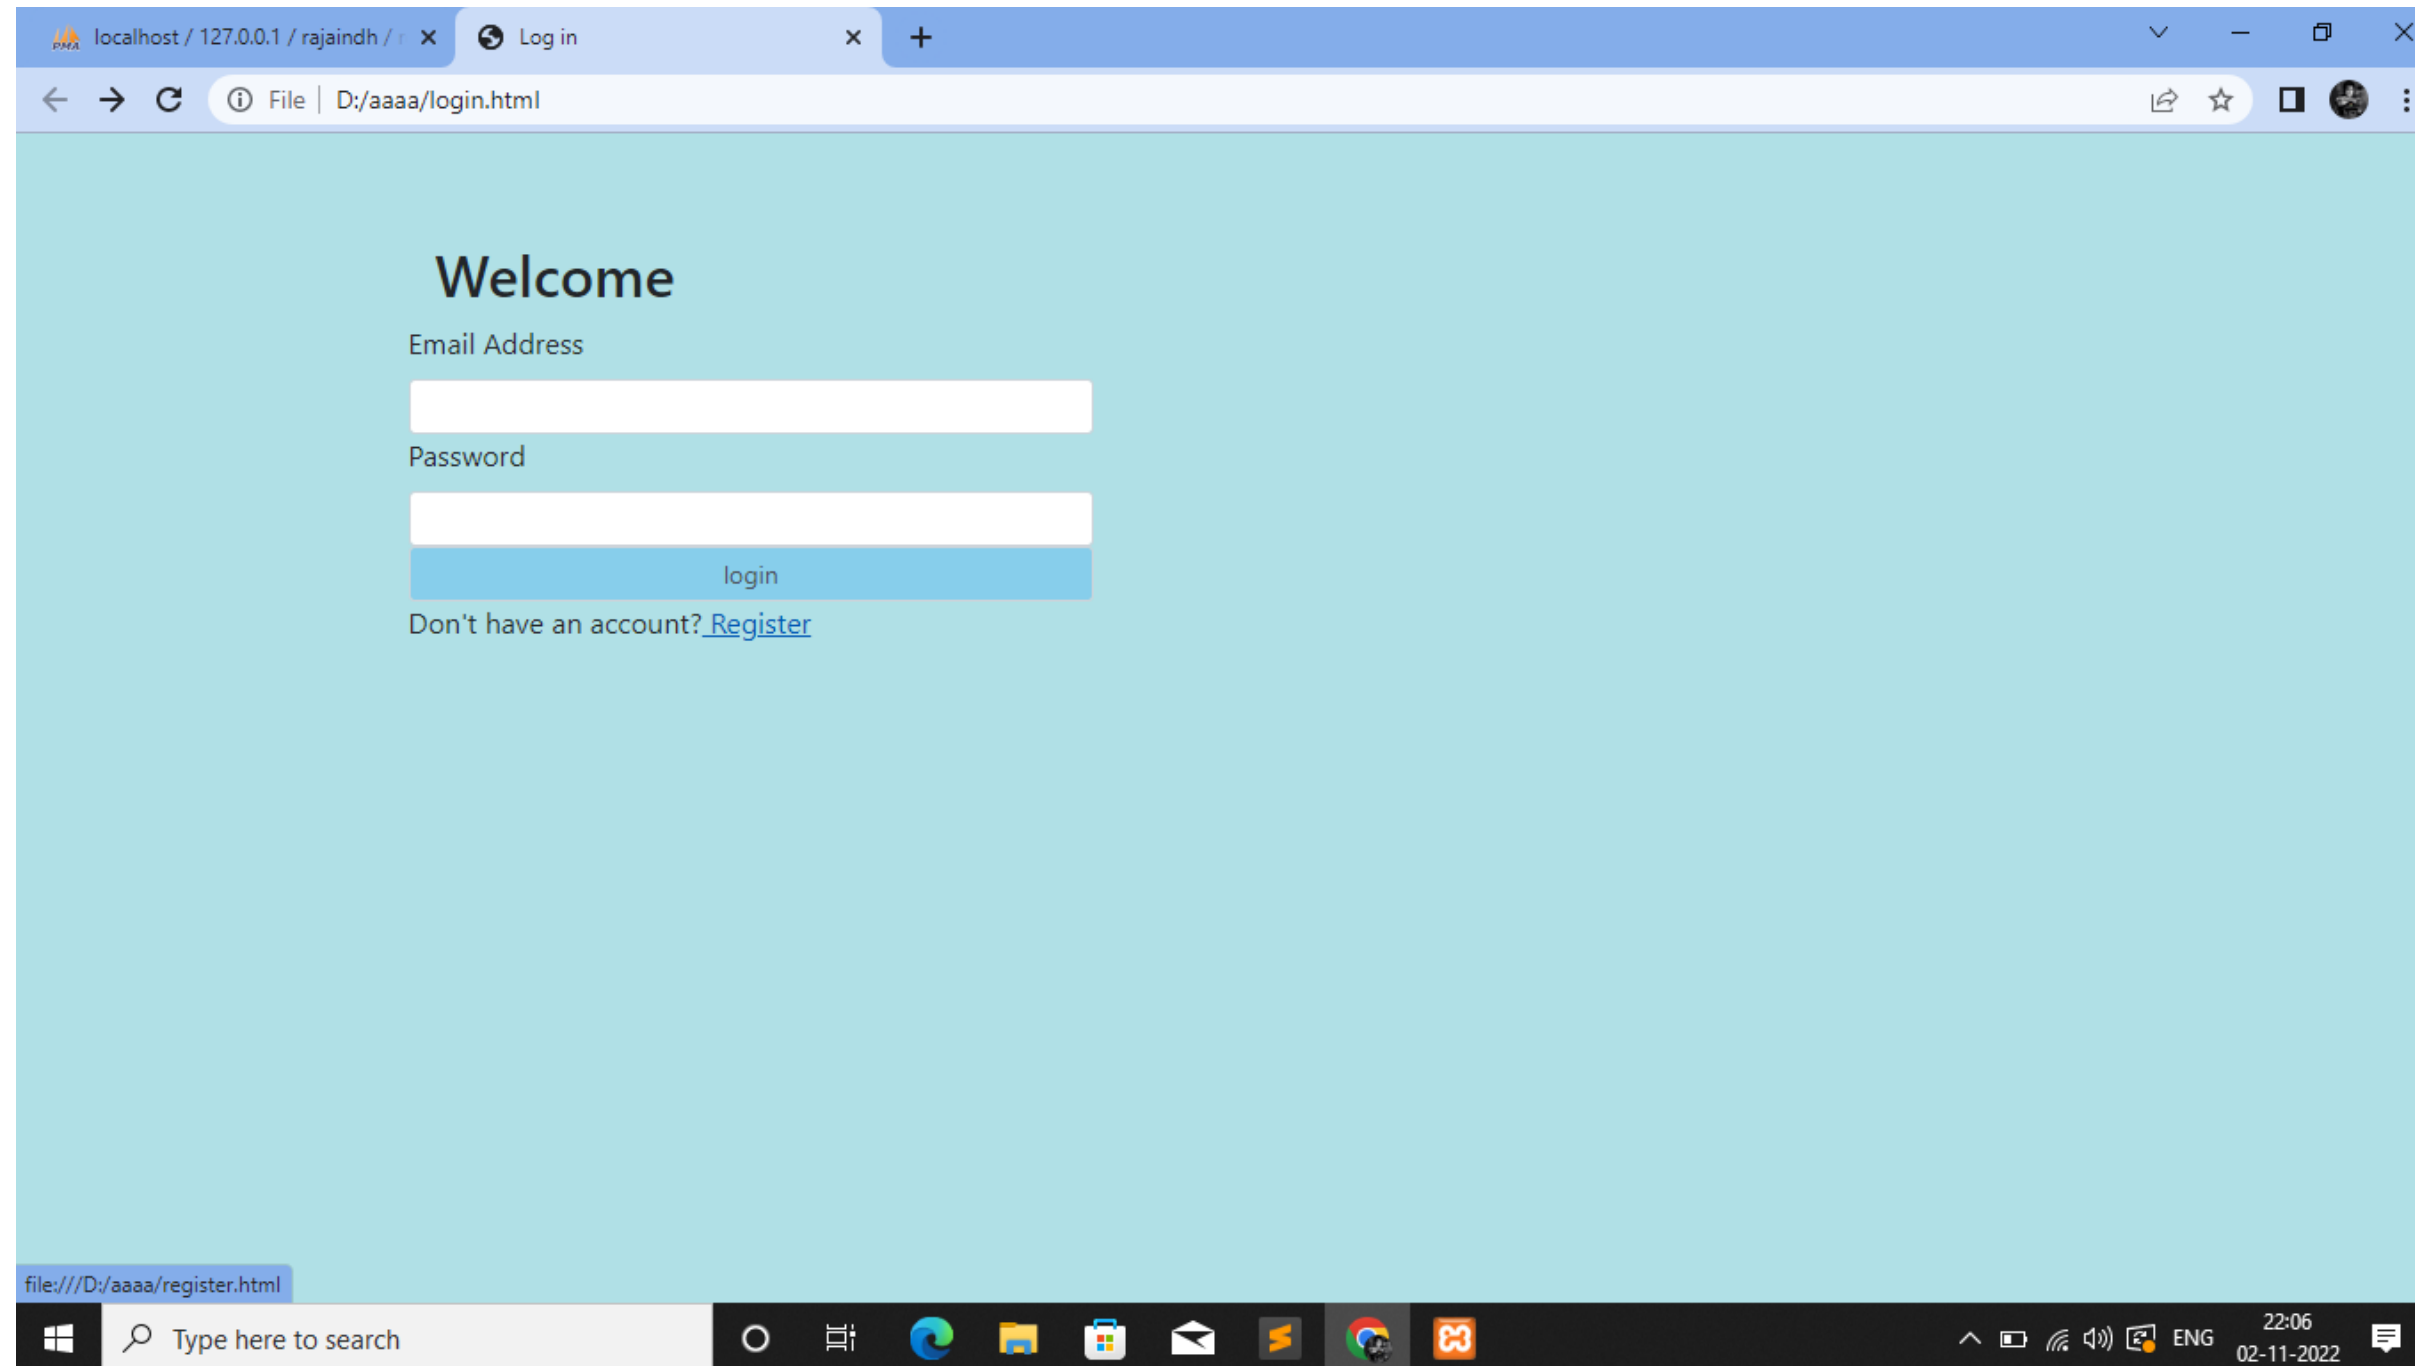 PMA localhost / 127.0.0.1 / rajaindh / Log in
File D:/aaaa/login.html
Welcome
Email Address
Password
login
Don't have an account? Register
file:///D:/aaaa/register.html
Type here to search
ENG
22:06
02-11-2022